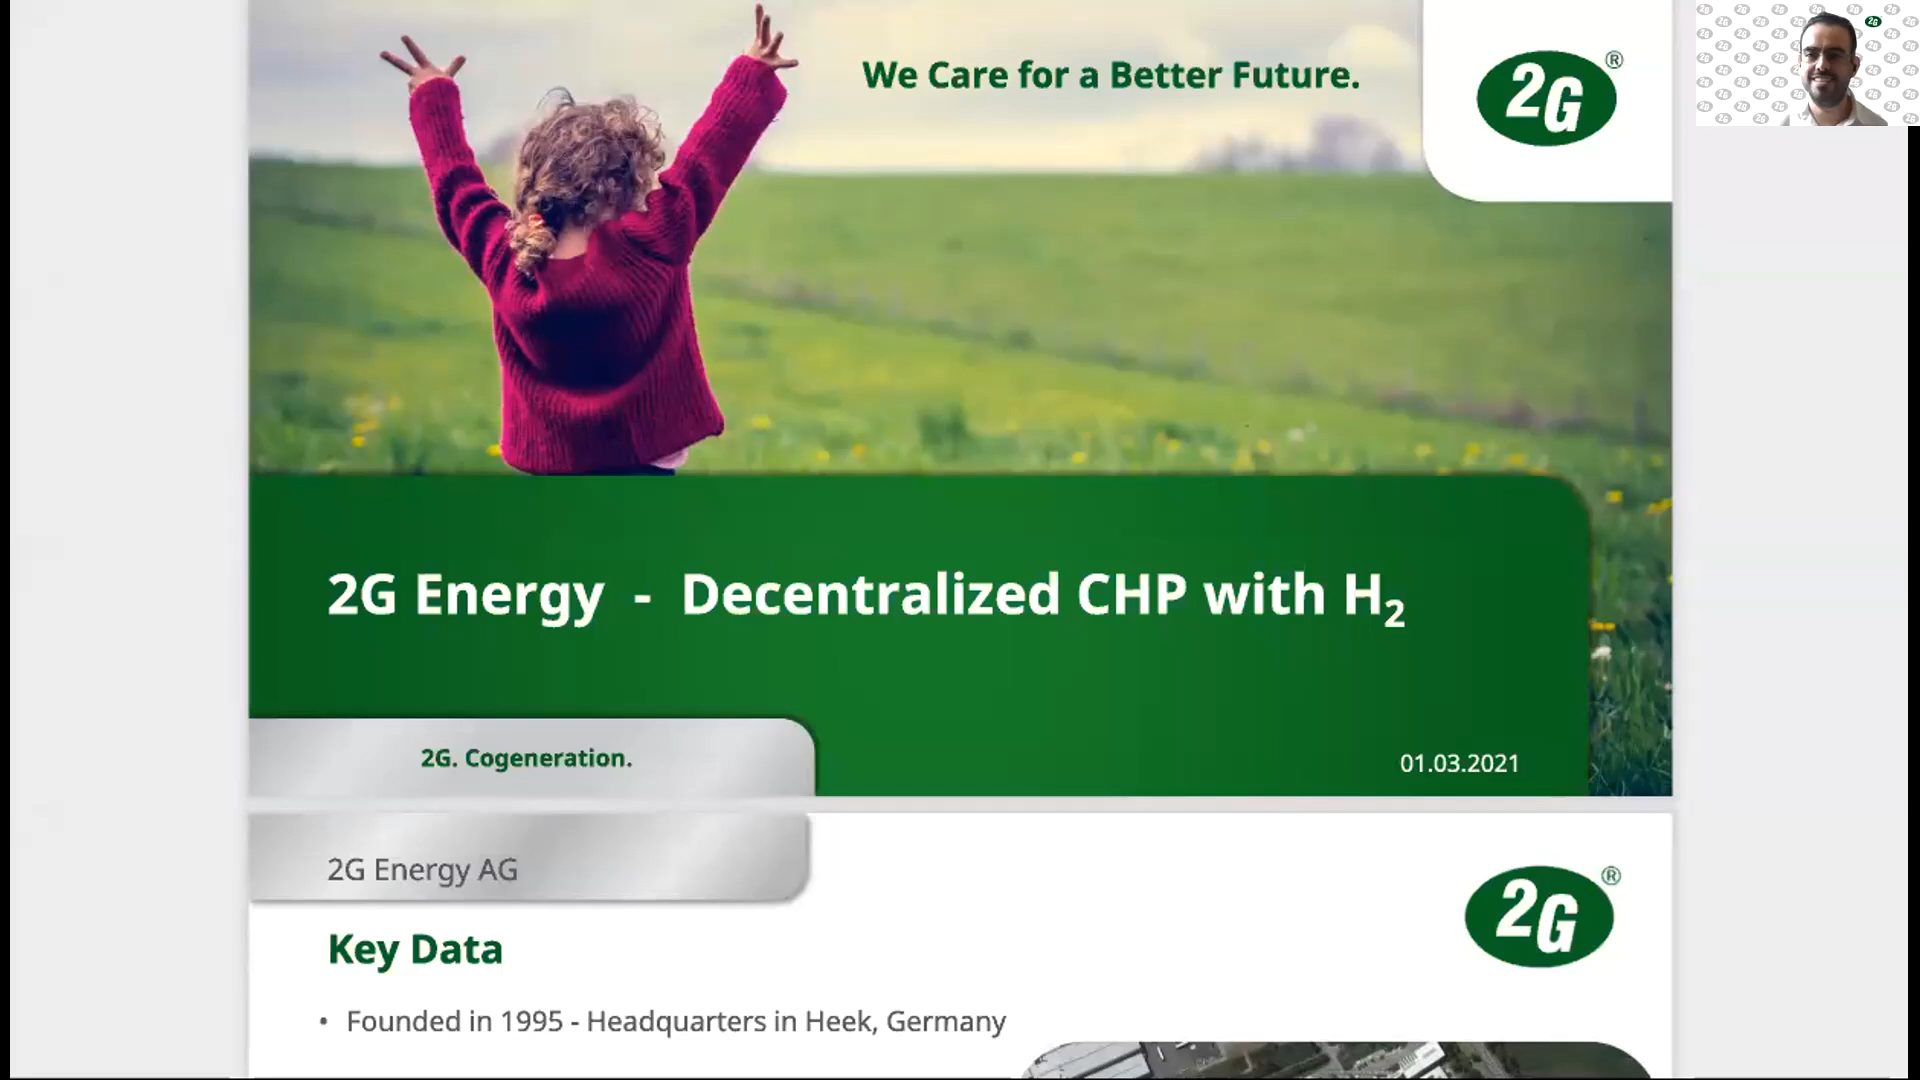 We Care for a Better Future.
2G®
2G Energy - Decentralized CHP with H₂
2G. Cogeneration.
01.03.2021
2G Energy AG
2G®
Key Data
• Founded in 1995 - Headquarters in Heek, Germany